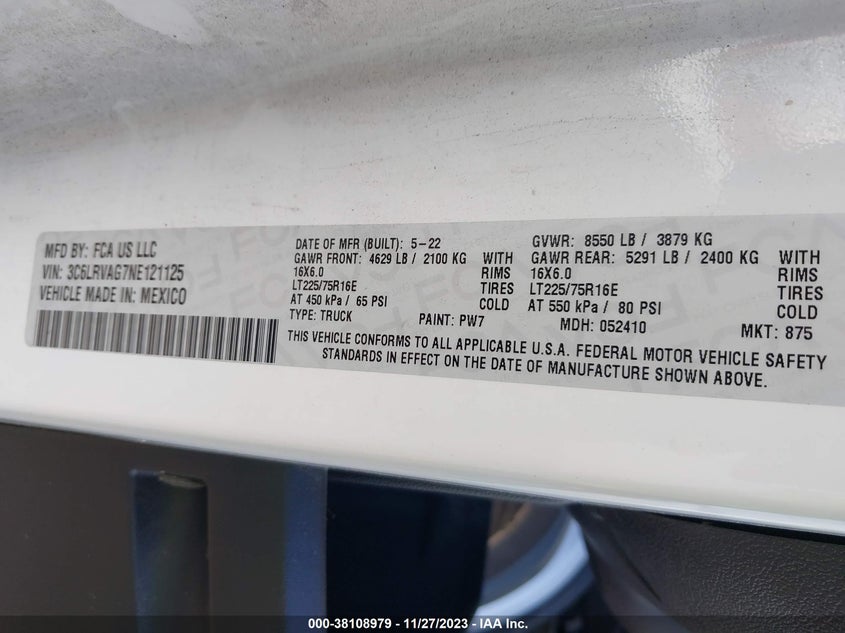 MFD BY: FCA US LLC
VIN: 3C6LRVAG7NE121125
VEHICLE MADE IN: MEXICO
DATE OF MFR (BUILT): 5-22
GAWR FRONT: 4629 LB / 2100 KG WITH
16X6.0 RIMS
LT225/75R16E TIRES
AT 450 kPa / 65 PSI COLD
TYPE: TRUCK PAINT: PW7
GVWR: 8550 LB / 3879 KG
GAWR REAR: 5291 LB / 2400 KG WITH
16X6.0 RIMS
LT225/75R16E TIRES
AT 550 kPa / 80 PSI COLD
MDH: 052410 MKT: 875
THIS VEHICLE CONFORMS TO ALL APPLICABLE U.S.A. FEDERAL MOTOR VEHICLE SAFETY
STANDARDS IN EFFECT ON THE DATE OF MANUFACTURE SHOWN ABOVE.
000-38108979 - 11/27/2023 - IAA Inc.